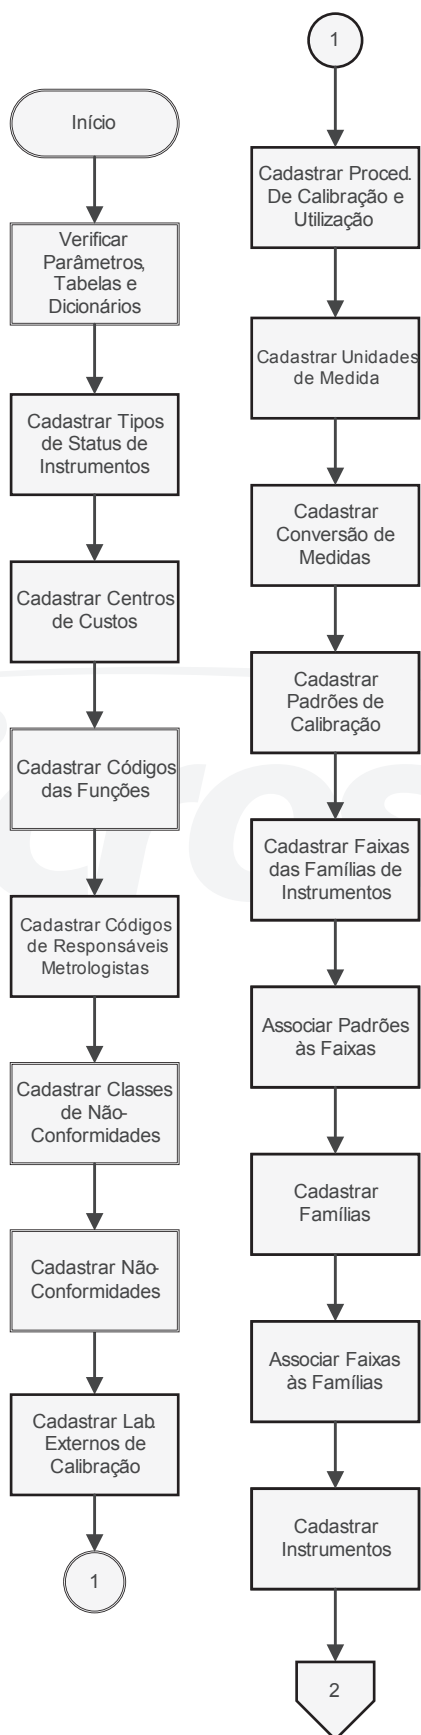 Início
Verificar
Parâmetros,
Tabelas e
Dicionários
Cadastrar Tipos
de Status de
Instrumentos
Cadastrar Centros
de Custos
Cadastrar Códigos
das Funções
Cadastrar Códigos
de Responsáveis
Metrologistas
Cadastrar Classes
de Não-
Conformidades
Cadastrar Não-
Conformidades
Cadastrar Lab.
Externos de
Calibração
1
1
Cadastrar Proced.
De Calibração e
Utilização
Cadastrar Unidades
de Medida
Cadastrar
Conversão de
Medidas
Cadastrar
Padrões de
Calibração
Cadastrar Faixas
das Famílias de
Instrumentos
Associar Padrões
às Faixas
Cadastrar
Famílias
Associar Faixas
às Famílias
Cadastrar
Instrumentos
2